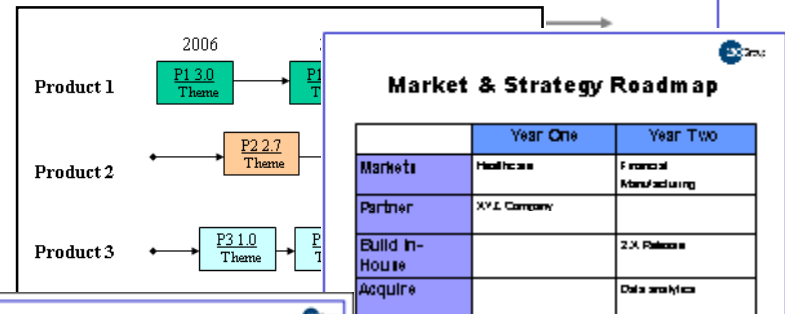 2006
Product 1
P1 3.0
Theme
P1
T
Product 2
P2 2.7
Theme
Product 3
P3 1.0
Theme
P
T
Market & Strategy Roadmap
Year One
Year Two
Markets
Healthcare
Financial
Manufacturing
Partner
XYZ Company
Build In-
House
2.X Release
Acquire
Data analytics